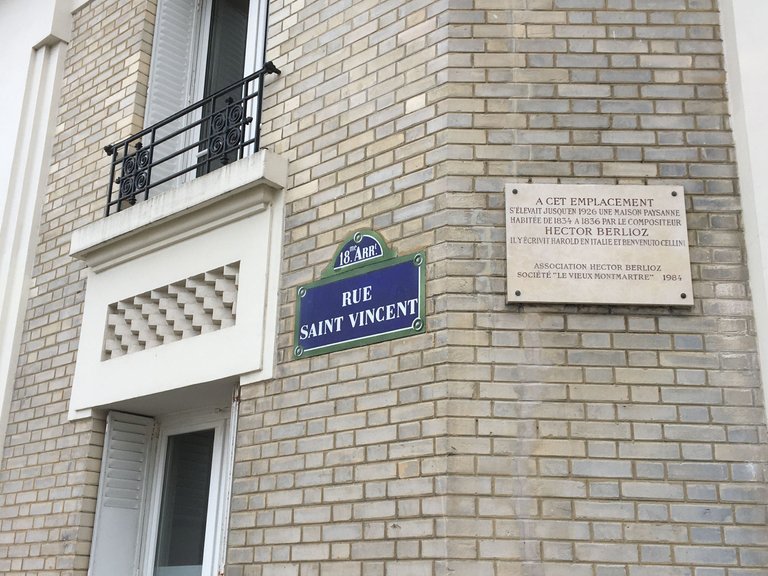 18.me ARRt
RUE
SAINT VINCENT
A CET EMPLACEMENT
S'ÉLEVAIT JUSQU'EN 1926 UNE MAISON PAYSANNE
HABITÉE DE 1834 A 1836 PAR LE COMPOSITEUR
HECTOR BERLIOZ
IL Y ÉCRIVIT HAROLD EN ITALIE ET BENVENUTO CELLINI
ASSOCIATION HECTOR BERLIOZ
SOCIÉTÉ "LE VIEUX MONTMARTRE" 1984